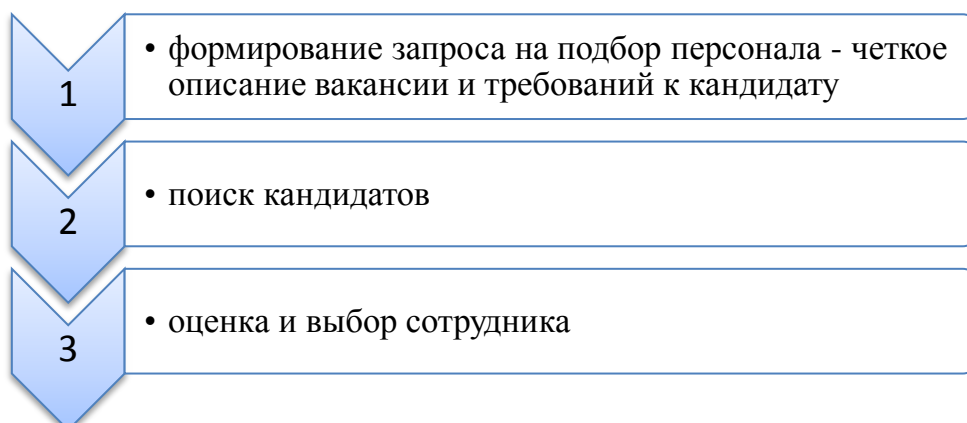 1
• формирование запроса на подбор персонала - четкое
описание вакансии и требований к кандидату
2
• поиск кандидатов
3
• оценка и выбор сотрудника